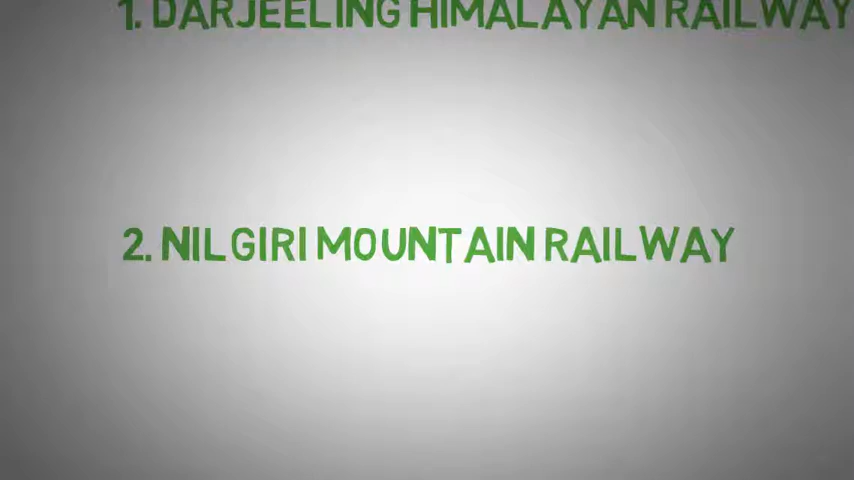 1. DARJEELING HIMALAYAN RAILWAY
2. NILGIRI MOUNTAIN RAILWAY